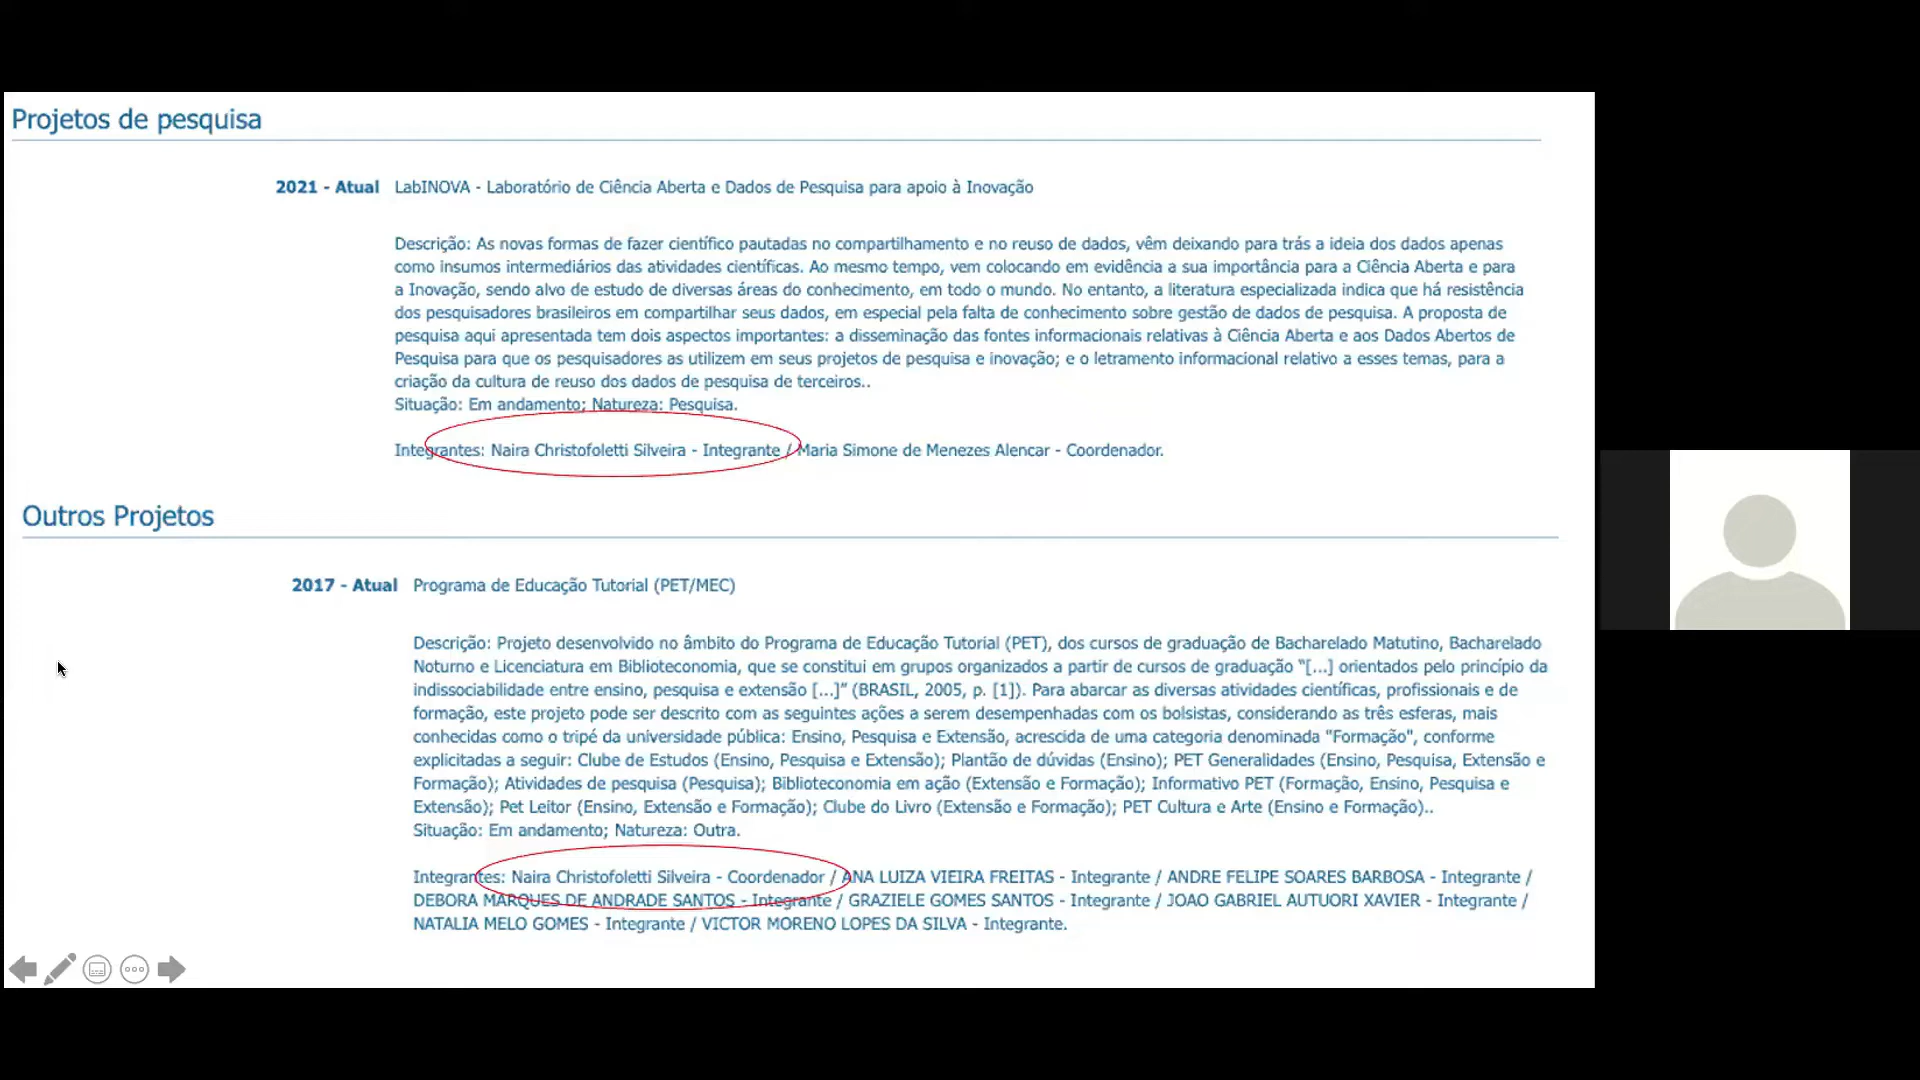 Projetos de pesquisa
2021 - Atual LabINOVA - Laboratório de Ciência Aberta e Dados de Pesquisa para apoio à Inovação
Descrição: As novas formas de fazer científico pautadas no compartilhamento e no reuso de dados, vêm deixando para trás a ideia dos dados apenas
como insumos intermediários das atividades científicas. Ao mesmo tempo, vem colocando em evidência a sua importância para a Ciência Aberta e para
a Inovação, sendo alvo de estudo de diversas áreas do conhecimento, em todo o mundo. No entanto, a literatura especializada indica que há resistência
dos pesquisadores brasileiros em compartilhar seus dados, em especial pela falta de conhecimento sobre gestão de dados de pesquisa. A proposta de
pesquisa aqui apresentada tem dois aspectos importantes: a disseminação das fontes informacionais relativas à Ciência Aberta e aos Dados Abertos de
Pesquisa para que os pesquisadores as utilizem em seus projetos de pesquisa e inovação; e o letramento informacional relativo a esses temas, para a
criação da cultura de reuso dos dados de pesquisa de terceiros..
Situação: Em andamento; Natureza: Pesquisa.
Integrantes: Naira Christofoletti Silveira - Integrante / Maria Simone de Menezes Alencar - Coordenador.
Outros Projetos
2017 - Atual Programa de Educação Tutorial (PET/MEC)
Descrição: Projeto desenvolvido no âmbito do Programa de Educação Tutorial (PET), dos cursos de graduação de Bacharelado Matutino, Bacharelado
Noturno e Licenciatura em Biblioteconomia, que se constitui em grupos organizados a partir de cursos de graduação “[...] orientados pelo princípio da
indissociabilidade entre ensino, pesquisa e extensão [...]” (BRASIL, 2005, p. [1]). Para abarcar as diversas atividades científicas, profissionais e de
formação, este projeto pode ser descrito com as seguintes ações a serem desempenhadas com os bolsistas, considerando as três esferas, mais
conhecidas como o tripé da universidade pública: Ensino, Pesquisa e Extensão, acrescida de uma categoria denominada "Formação", conforme
explicitadas a seguir: Clube de Estudos (Ensino, Pesquisa e Extensão); Plantão de dúvidas (Ensino); PET Generalidades (Ensino, Pesquisa, Extensão e
Formação); Atividades de pesquisa (Pesquisa); Biblioteconomia em ação (Extensão e Formação); Informativo PET (Formação, Ensino, Pesquisa e
Extensão); Pet Leitor (Ensino, Extensão e Formação); Clube do Livro (Extensão e Formação); PET Cultura e Arte (Ensino e Formação)..
Situação: Em andamento; Natureza: Outra.
Integrantes: Naira Christofoletti Silveira - Coordenador / ANA LUIZA VIEIRA FREITAS - Integrante / ANDRE FELIPE SOARES BARBOSA - Integrante /
DEBORA MARQUES DE ANDRADE SANTOS - Integrante / GRAZIELE GOMES SANTOS - Integrante / JOAO GABRIEL AUTUORI XAVIER - Integrante /
NATALIA MELO GOMES - Integrante / VICTOR MORENO LOPES DA SILVA - Integrante.